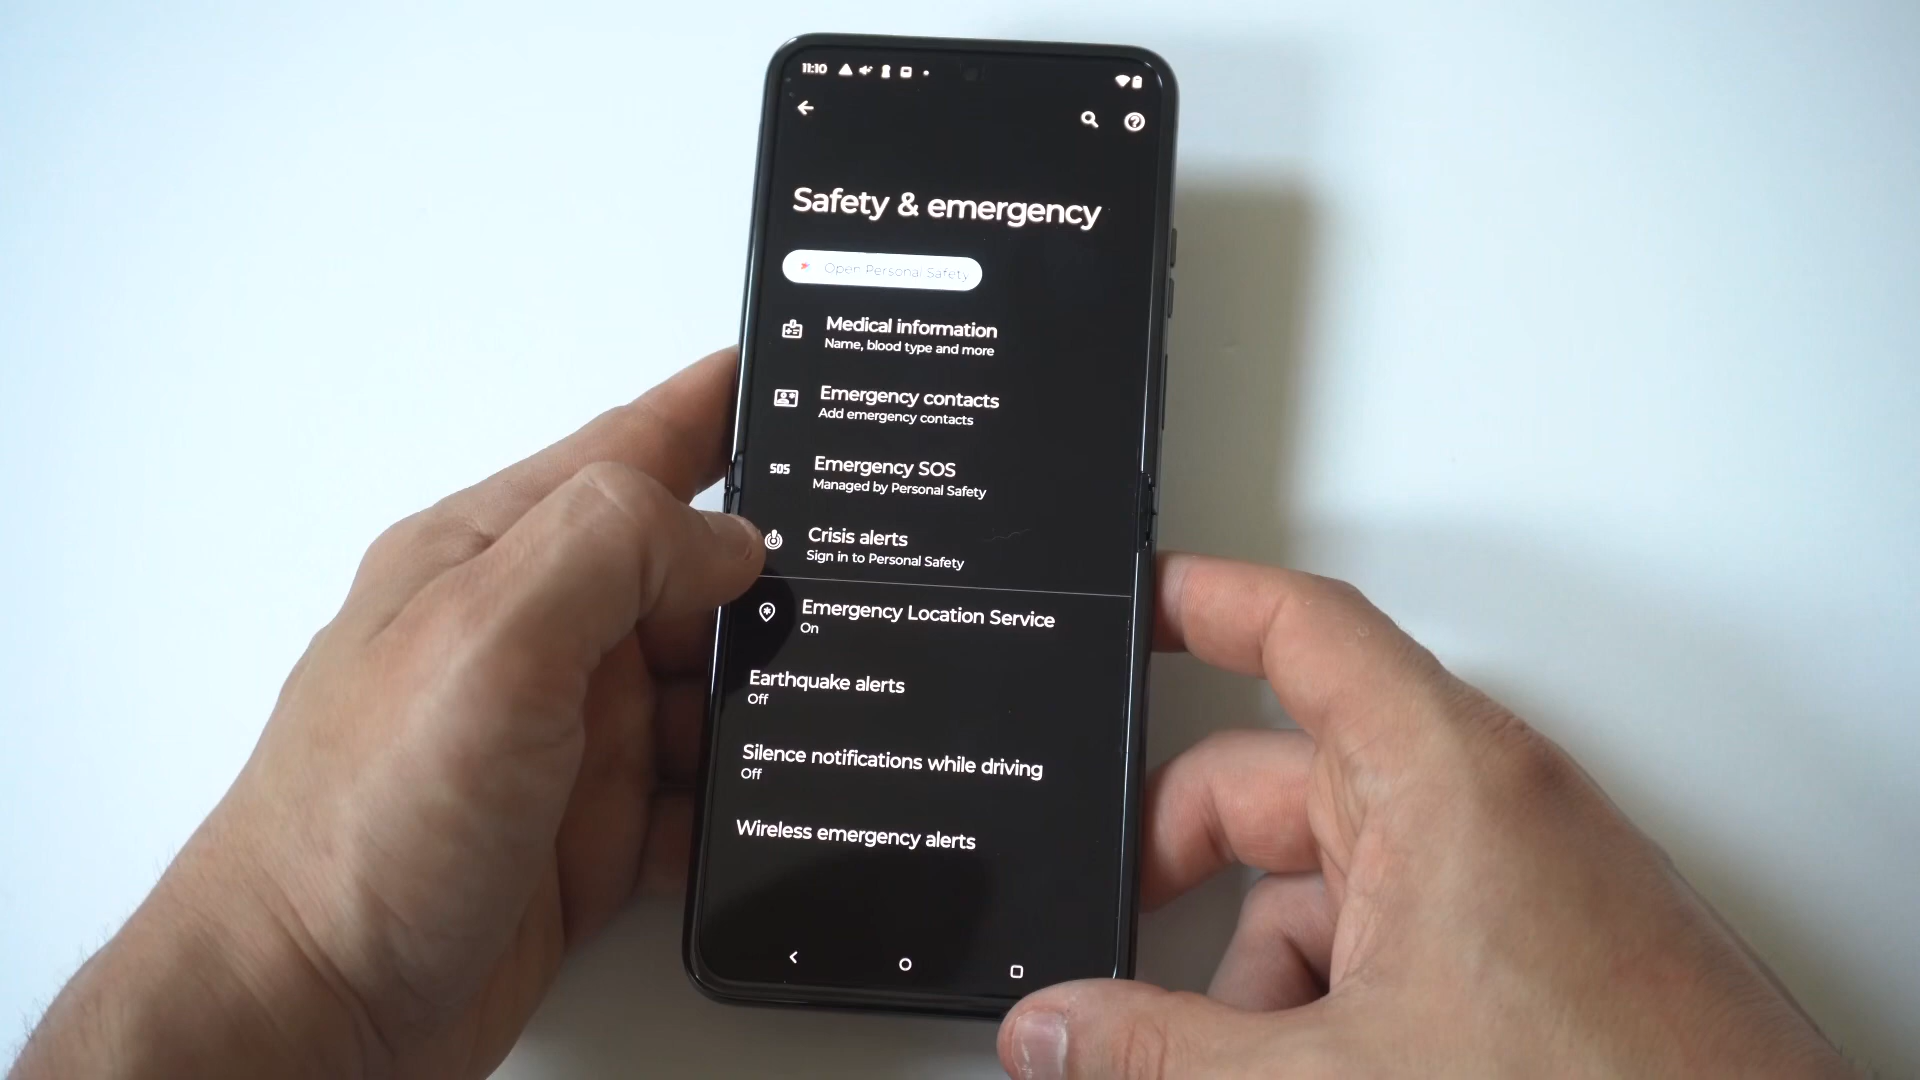 11:10
Safety & emergency
Open Personal Safety
Medical information
Name, blood type and more
Emergency contacts
Add emergency contacts
SOS
Emergency SOS
Managed by Personal Safety
Crisis alerts
Sign in to Personal Safety
Emergency Location Service
On
Earthquake alerts
Off
Silence notifications while driving
Off
Wireless emergency alerts